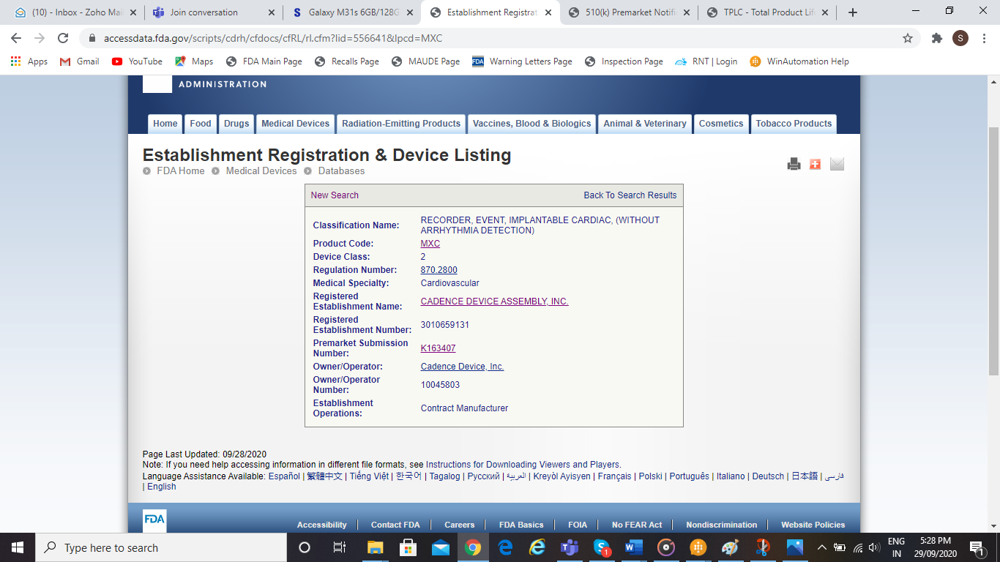 (10) - Inbox - Zoho Mail
Join conversation
Galaxy M31s 6GB/128G
Establishment Registrat
510(k) Premarket Notifi
TPLC - Total Product Lif
accessdata.fda.gov/scripts/cdrh/cfdocs/cfRL/rl.cfm?lid=556641&lpcd=MXC
S
Apps
Gmail
YouTube
Maps
FDA Main Page
Recalls Page
MAUDE Page
FDA Warning Letters Page
Inspection Page
RNT | Login
WinAutomation Help
ADMINISTRATION
Home
Food
Drugs
Medical Devices
Radiation-Emitting Products
Vaccines, Blood & Biologics
Animal & Veterinary
Cosmetics
Tobacco Products
Establishment Registration & Device Listing
FDA Home
Medical Devices
Databases
New Search
Back To Search Results
Classification Name:
RECORDER, EVENT, IMPLANTABLE CARDIAC, (WITHOUT
ARRHYTHMIA DETECTION)
Product Code:
MXC
Device Class:
2
Regulation Number:
870.2800
Medical Specialty:
Cardiovascular
Registered
Establishment Name:
CADENCE DEVICE ASSEMBLY, INC.
Registered
Establishment Number:
3010659131
Premarket Submission
Number:
K163407
Owner/Operator:
Cadence Device, Inc.
Owner/Operator
Number:
10045803
Establishment
Operations:
Contract Manufacturer
Page Last Updated: 09/28/2020
Note: If you need help accessing information in different file formats, see Instructions for Downloading Viewers and Players.
Language Assistance Available: Español | 繁體中文 | Tiếng Việt | 한국어 | Tagalog | Русский | العربية | Kreyòl Ayisyen | Français | Polski | Português | Italiano | Deutsch | 日本語 | فارسی
| English
FDA
Accessibility
Contact FDA
Careers
FDA Basics
FOIA
No FEAR Act
Nondiscrimination
Website Policies
Type here to search
1
ENG
IN
5:28 PM
29/09/2020
1